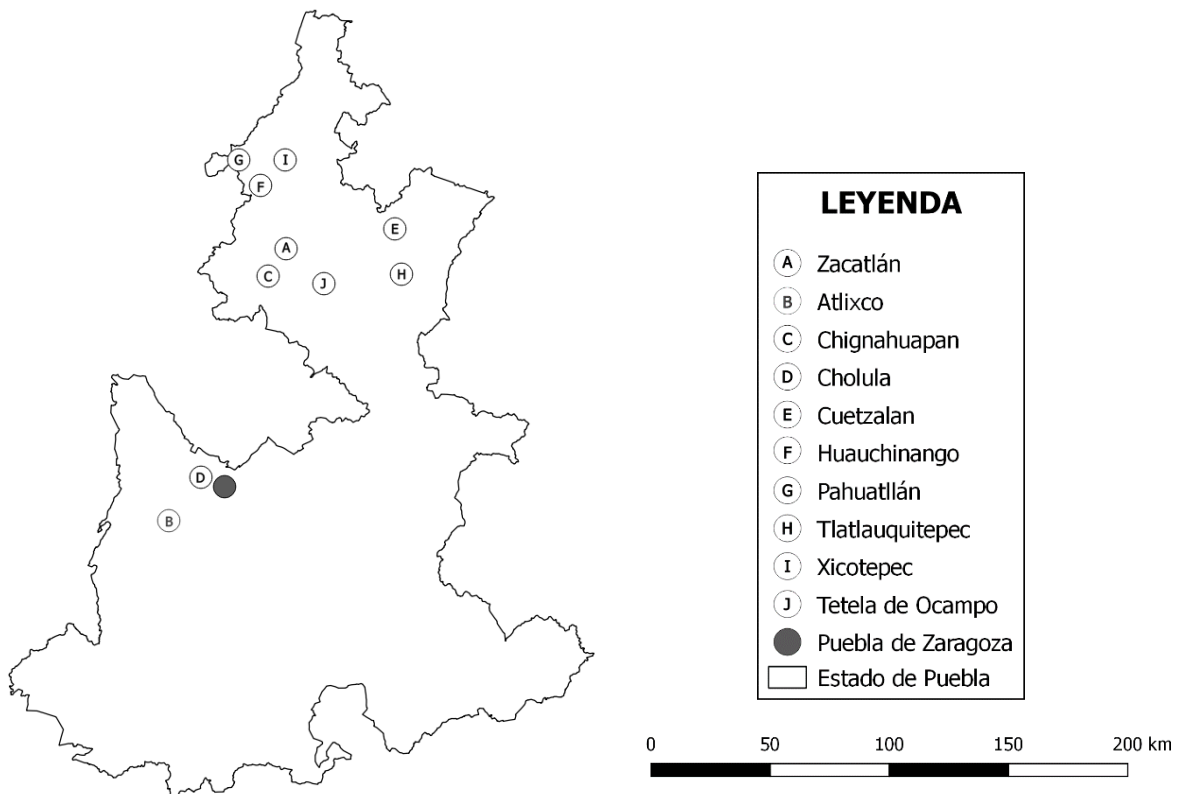 G
I
F
E
A
C
J
H
D
B
LEYENDA
A Zacatlán
B Atlixco
C Chignahuapan
D Cholula
E Cuetzalan
F Huauchinango
G Pahuatllán
H Tlatlauquitepec
I Xicotepec
J Tetela de Ocampo
Puebla de Zaragoza
Estado de Puebla
0 50 100 150 200 km